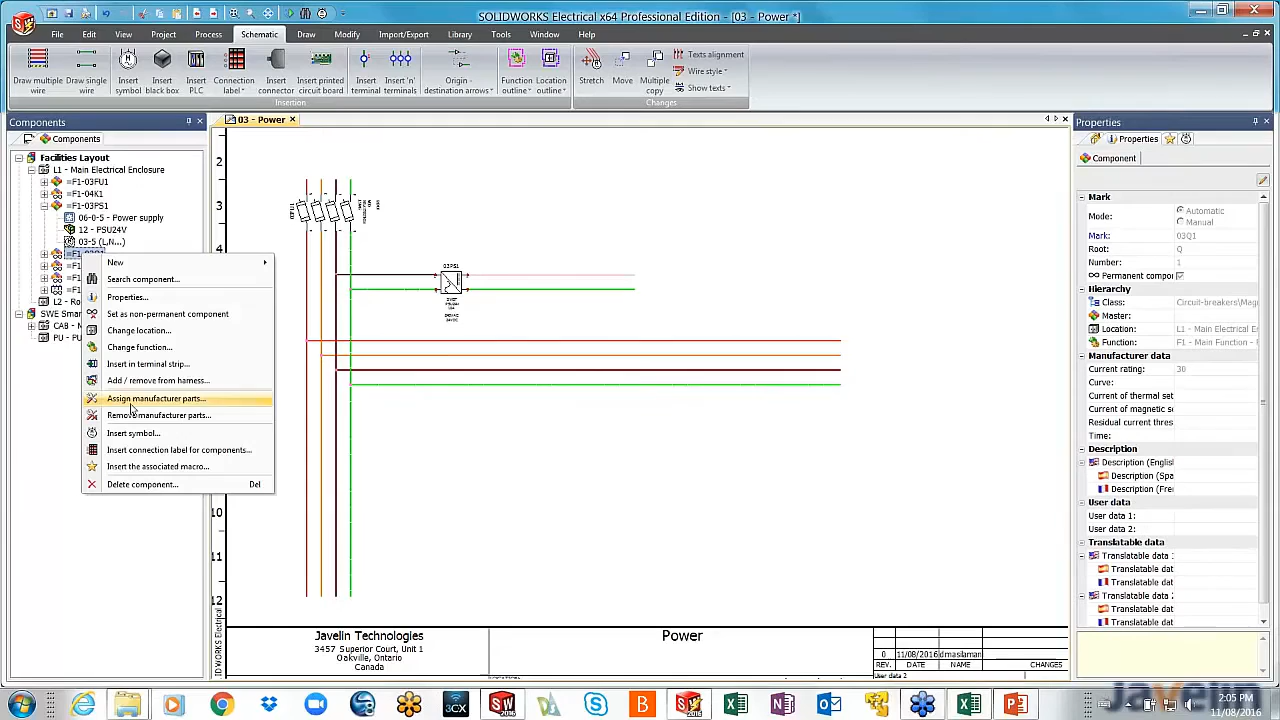 SOLIDWORKS Electrical x64 Professional Edition - [03 - Power *]
File Edit View Project Process Schematic Draw Modify Import/Export Library Tools Window Help
Draw multiple wire
Draw single wire
Insert symbol
Insert black box
Insert PLC
Connection label
Insert connector
Insert printed circuit board
Insert terminal
Insert 'n' terminals
Origin - destination arrows
Function outline
Location outline
Stretch
Move
Multiple copy
Texts alignment
Wire style
Show texts
Insertion
Changes
Components
Components
Facilities Layout
L1 - Main Electrical Enclosure
=F1-03FU1
=F1-04K1
=F1-03PS1
06-0-5 - Power supply
12 - PSU24V
03-5 (L,N...)
New
Search component...
Properties...
Set as non-permanent component
Change location...
Change function...
Insert in terminal strip...
Add / remove from harness...
Assign manufacturer parts...
Remove manufacturer parts...
Insert symbol...
Insert connection label for components...
Insert the associated macro...
Delete component... Del
03 - Power
2
3
4
10
11
12
03PS1
Javelin Technologies
3457 Superior Court, Unit 1
Oakville, Ontario
Canada
Power
0 11/08/2016 dmasilaman
REV. DATE NAME CHANGES
User data 2
Properties
Properties
Component
Mark
Mode: Automatic
Manual
Mark: 03Q1
Root: Q
Number: 1
Permanent compo
Hierarchy
Class: Circuit-breakers\Mag
Master:
Location: L1 - Main Electrical E
Function: F1 - Main Function - F
Manufacturer data
Current rating: 30
Curve:
Current of thermal set
Current of magnetic s
Residual current thres
Time:
Description
Description (English
Description (Spa
Description (Fre
User data
User data 1:
User data 2:
Translatable data
Translatable data
Translatable dat
Translatable dat
Translatable data
Translatable dat
Translatable dat
2:05 PM
11/08/2016